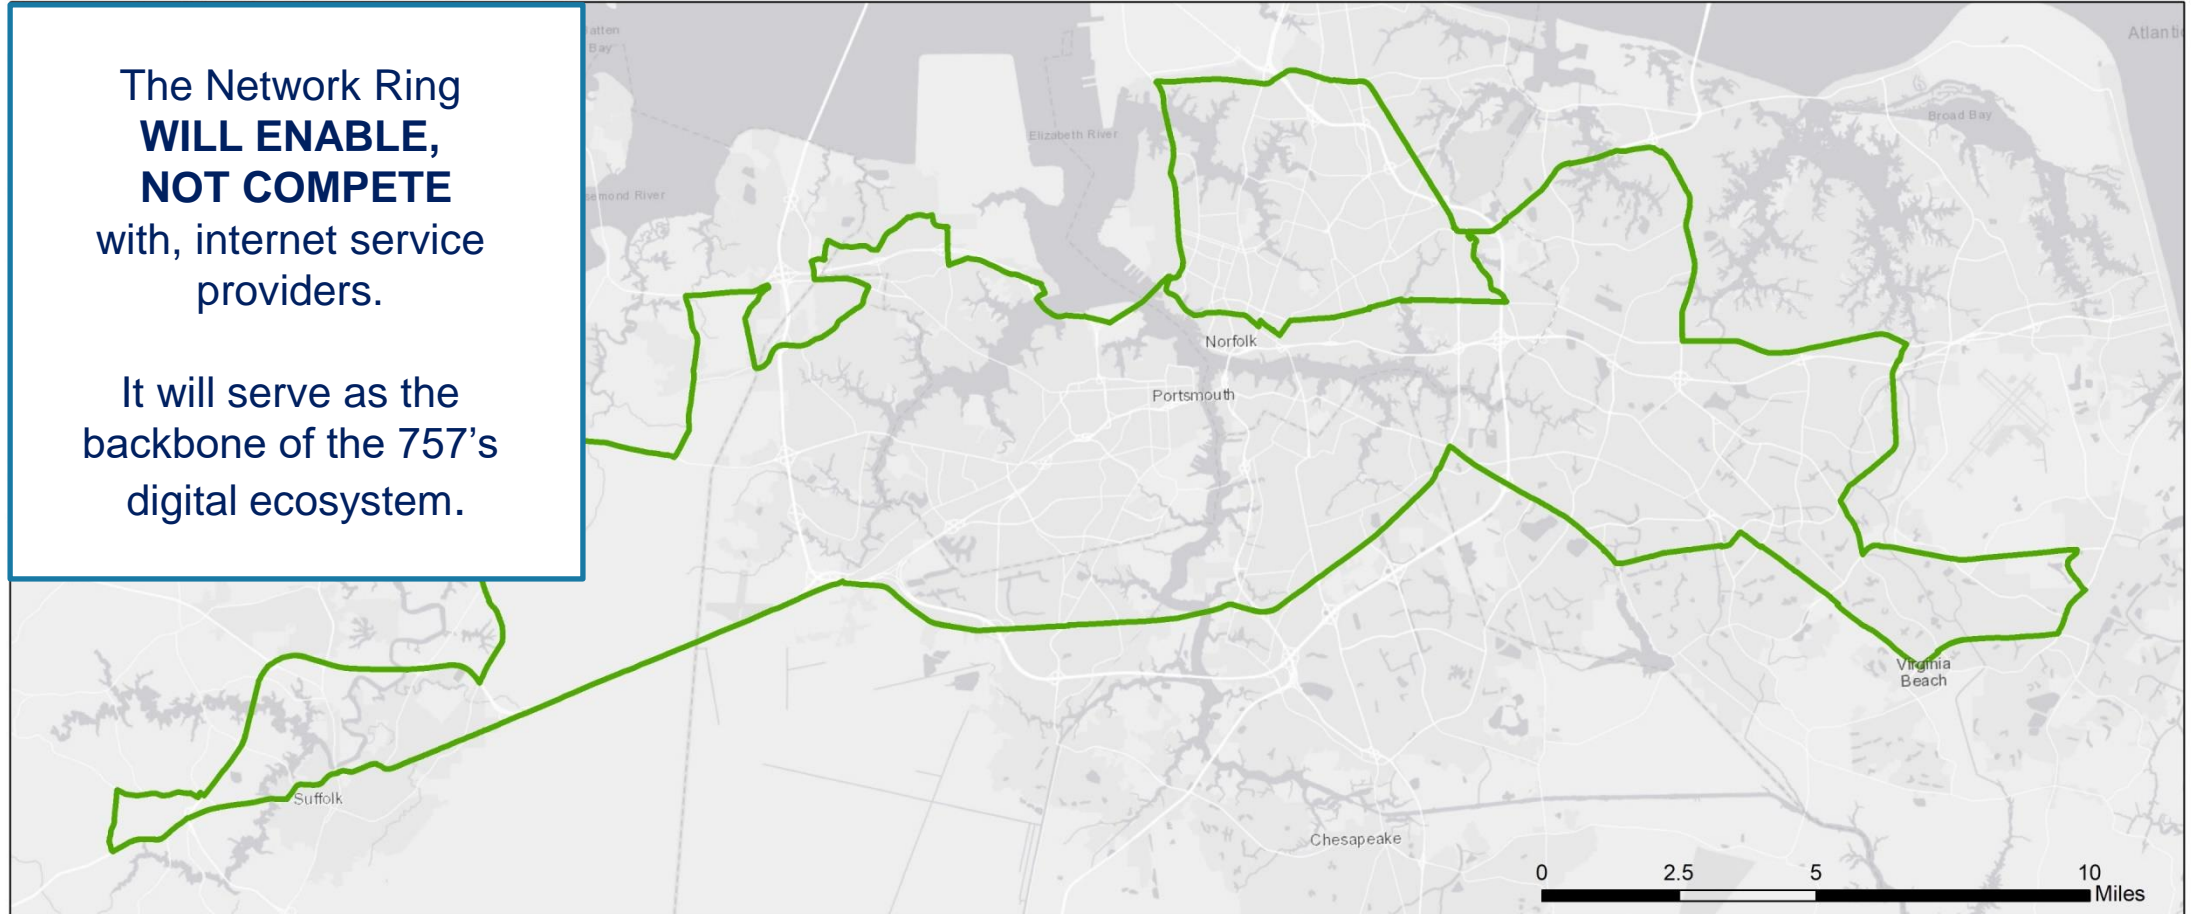 The Network Ring
WILL ENABLE,
NOT COMPETE
with, internet service
providers.
It will serve as the
backbone of the 757’s
digital ecosystem.
Bay
Elizabeth River
River
Broad Bay
Norfolk
Portsmouth
Virginia
Beach
Suffolk
Chesapeake
0 2.5 5 10
Miles